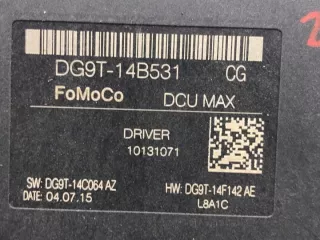 DG9T-14B531 CG
FoMoCo DCU MAX
DRIVER
10131071
SW: DG9T-14C064 AZ HW: DG9T-14F142 AE
DATE: 04.07.15 L8A1C